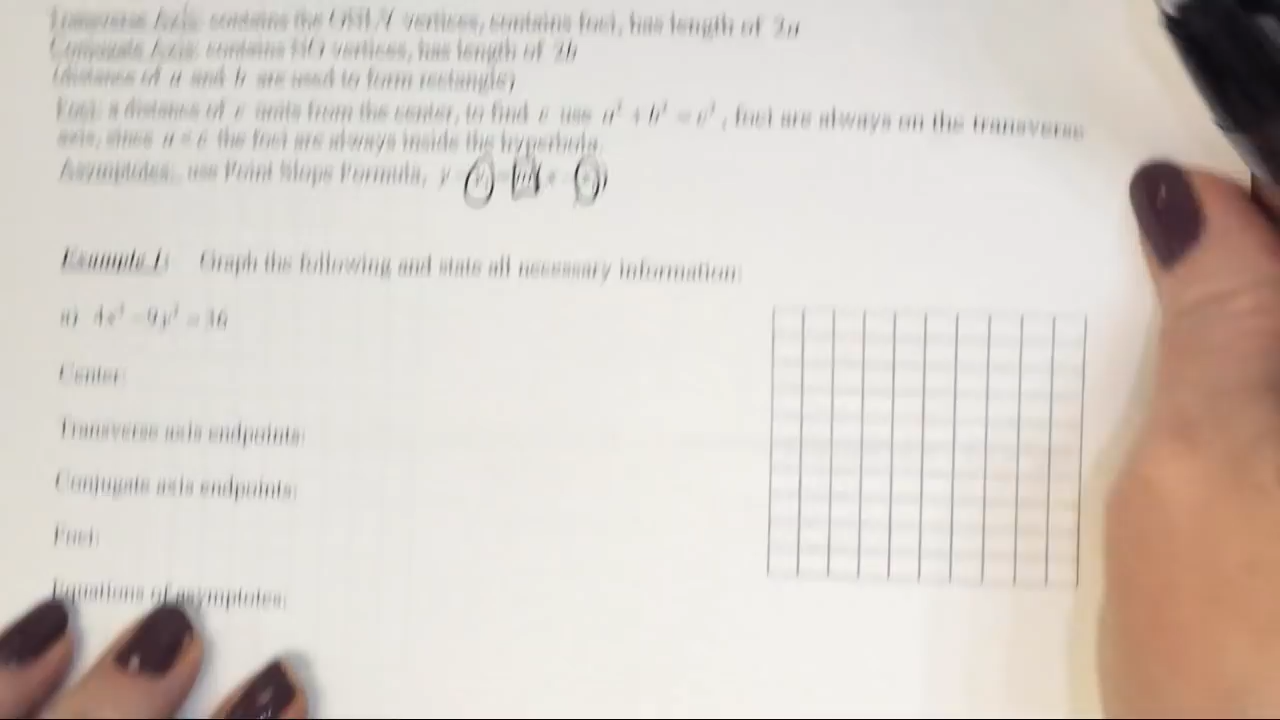 Transverse Axis: contains the ONLY vertices, contains foci, has length of 2a
Conjugate Axis: contains NO vertices, has length of 2b
(distance of a and b are used to form rectangle)
Foci: a distance of c units from the center, to find c use a² + b² = c², foci are always on the transverse
axis, since a < c the foci are always inside the hyperbola.
Asymptotes: use Point Slope Formula, y
Example 1: Graph the following and state all necessary information:
a) 4x² − 9y² = 36
Center:
Transverse axis endpoints:
Conjugate axis endpoints:
Foci:
Equations of asymptotes: